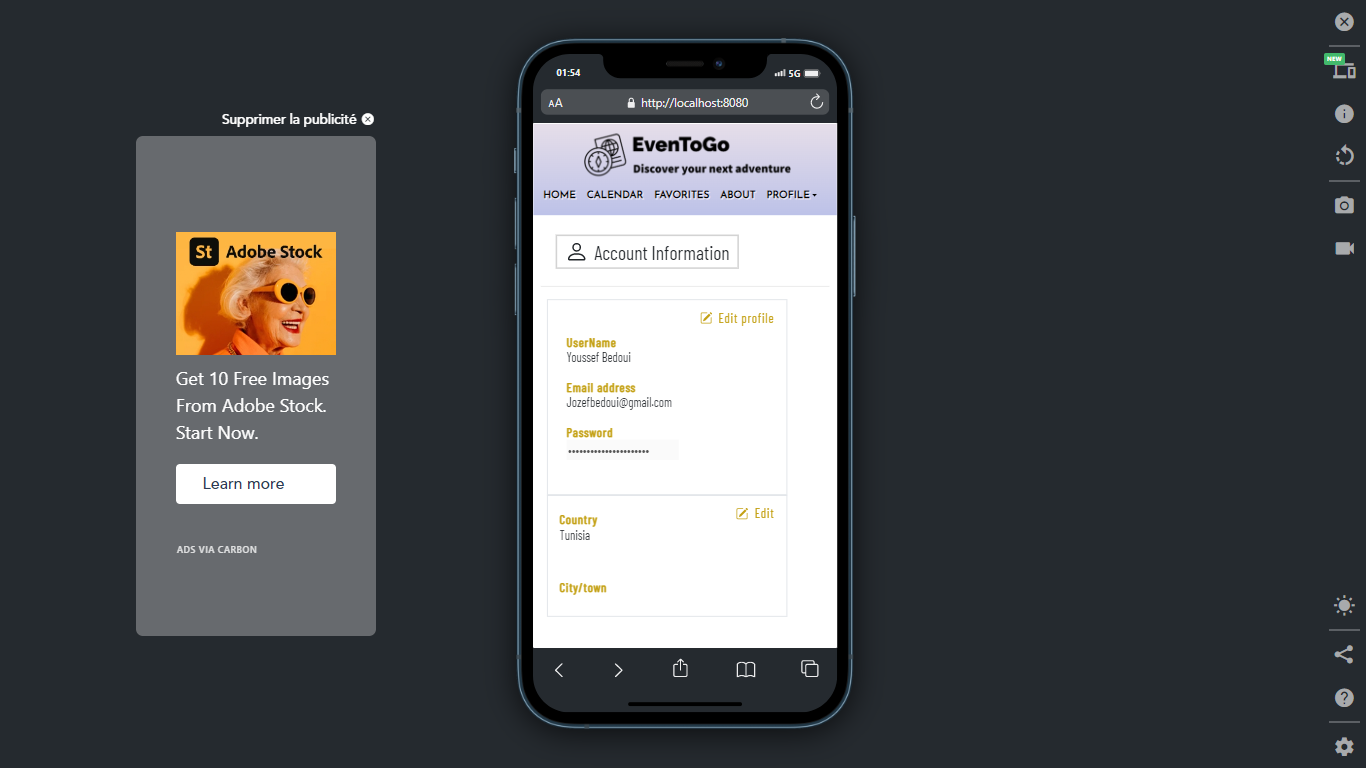 Supprimer la publicité
St Adobe Stock
Get 10 Free Images
From Adobe Stock.
Start Now.
Learn more
ADS VIA CARBON
01:54
5G
AA
http://localhost:8080
EvenToGo
Discover your next adventure
HOME CALENDAR FAVORITES ABOUT PROFILE
Account Information
Edit profile
UserName
Youssef Bedoui
Email address
Jozefbedoui@gmail.com
Password
••••••••••••••••••••••
Edit
Country
Tunisia
City/town
NEW